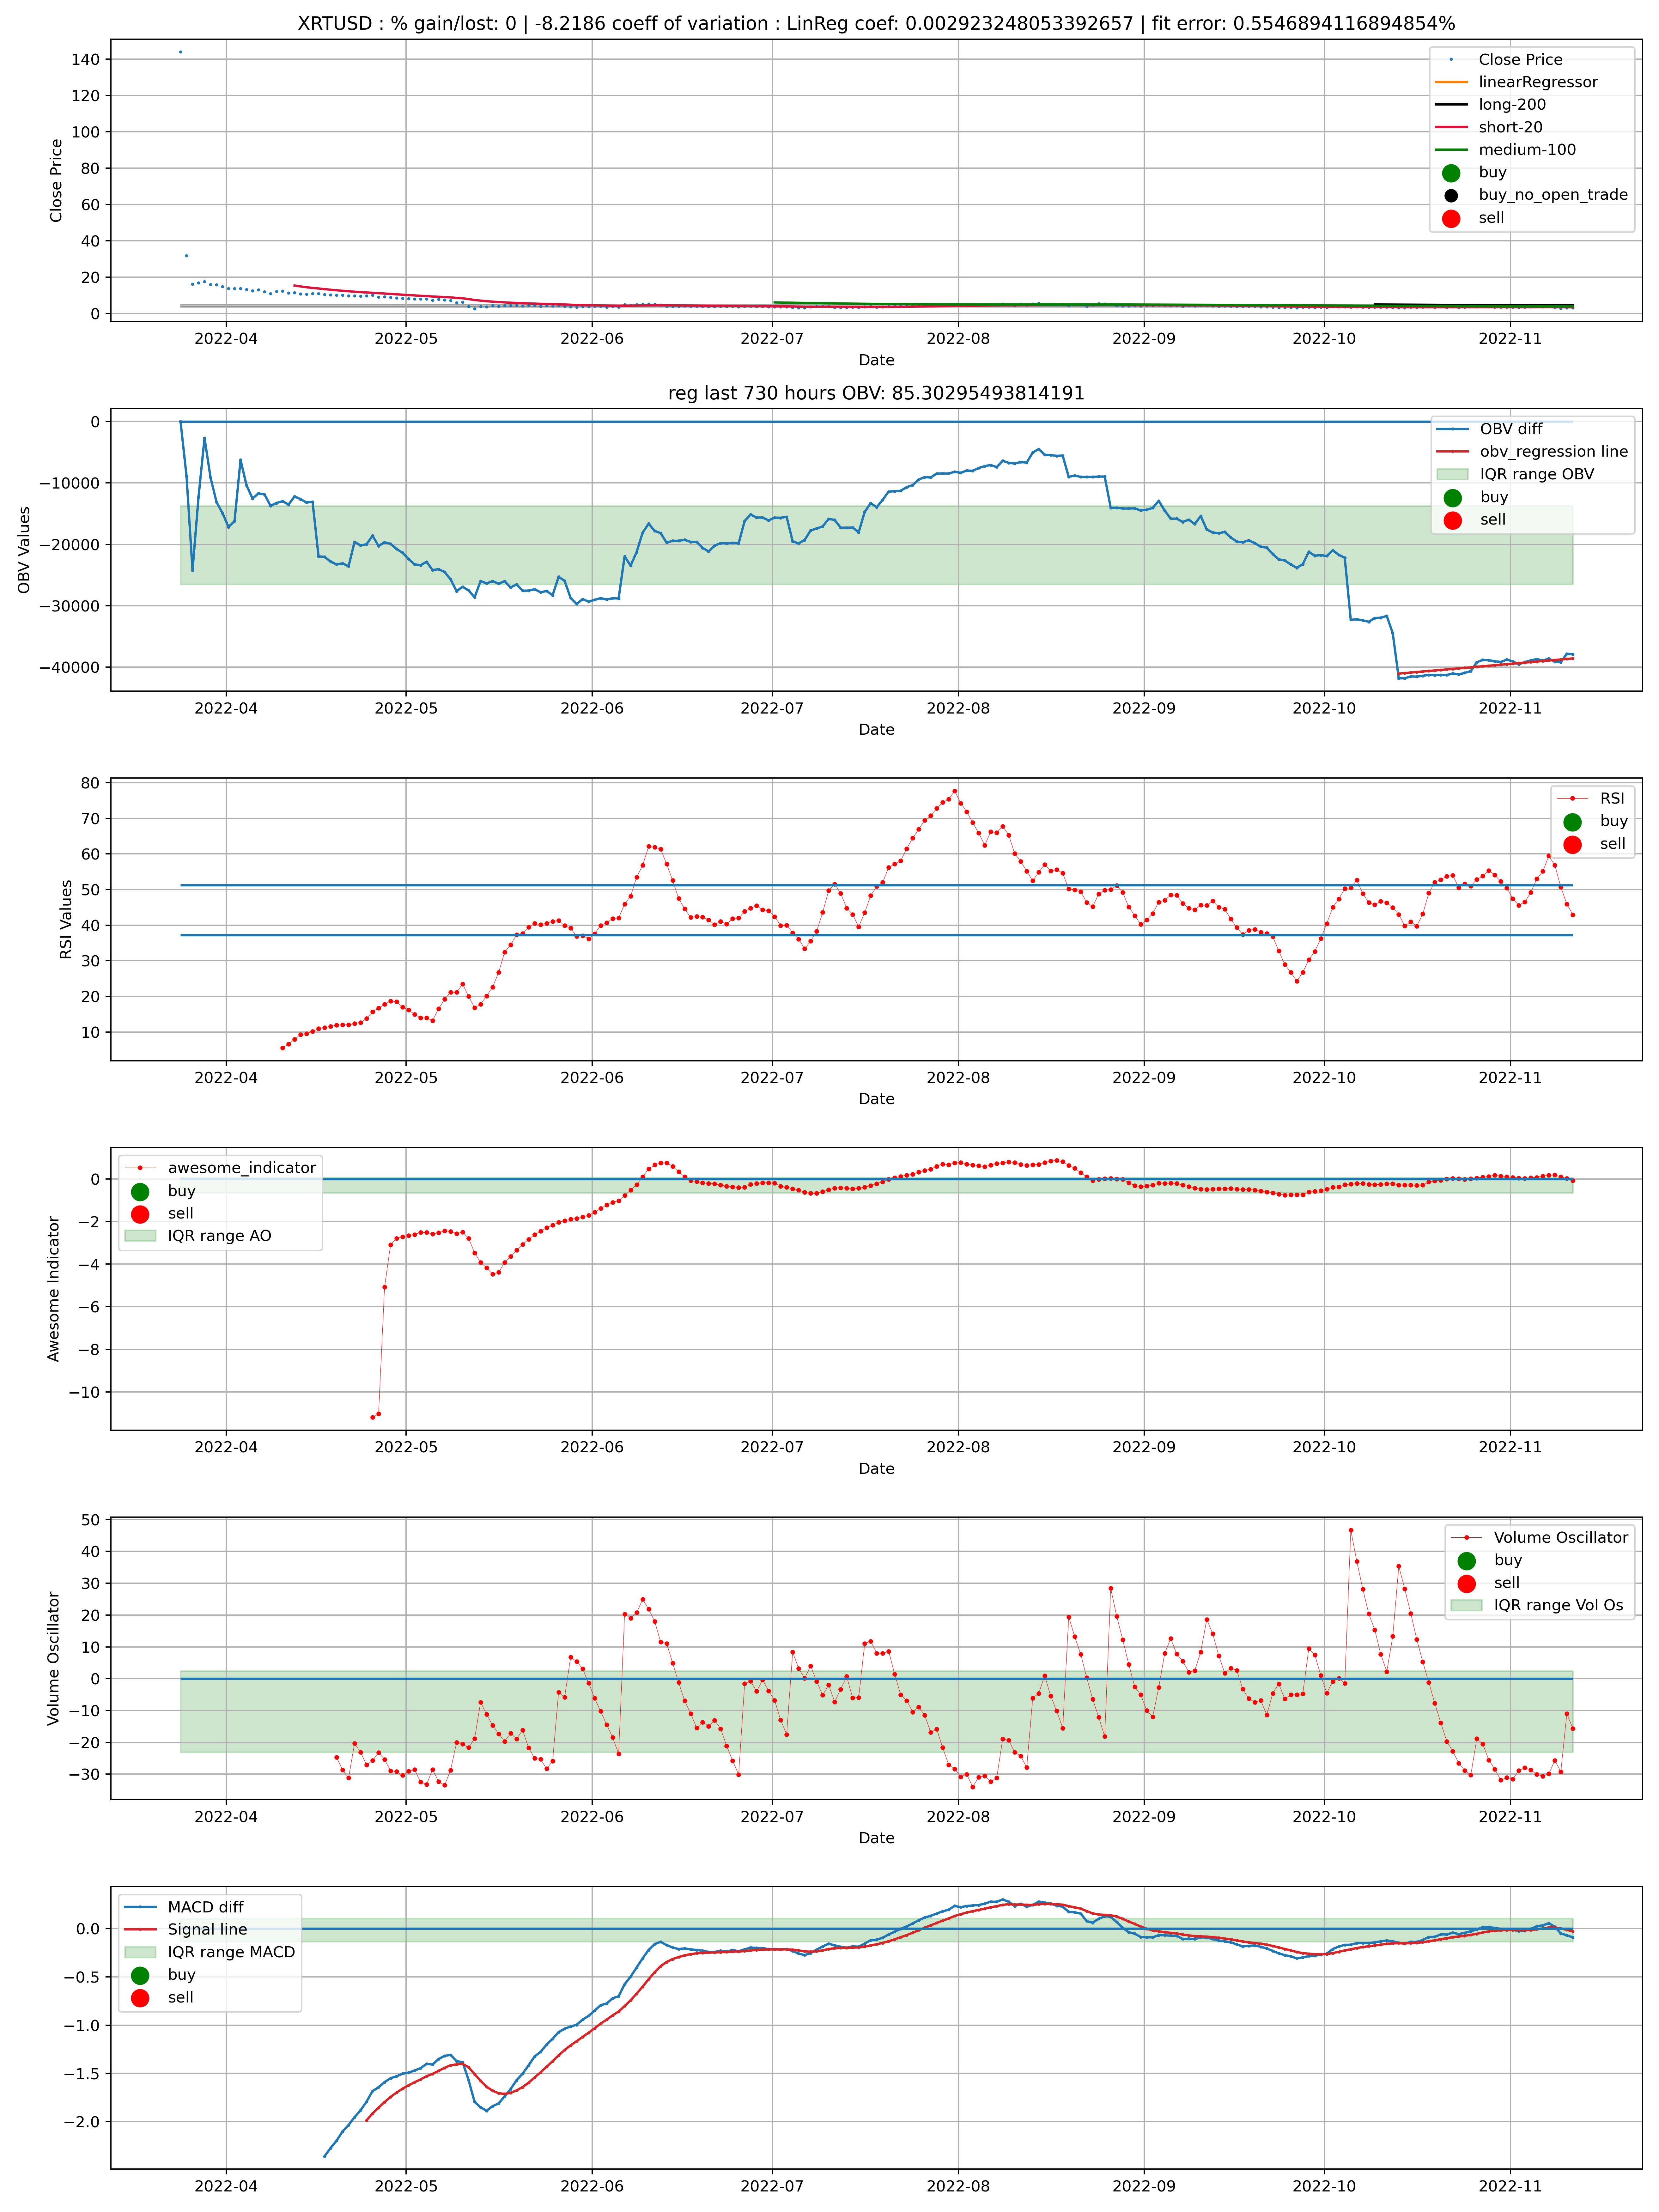 XRTUSD : % gain/lost: 0 | -8.2186 coeff of variation : LinReg coef: 0.002923248053392657 | fit error: 0.5546894116894854%
140
120
100
80
60
40
20
0
Close Price
Close Price
linearRegressor
long-200
short-20
medium-100
buy
buy_no_open_trade
sell
2022-04 2022-05 2022-06 2022-07 2022-08 2022-09 2022-10 2022-11
Date
reg last 730 hours OBV: 85.30295493814191
0
−10000
−20000
−30000
−40000
OBV Values
OBV diff
obv_regression line
IQR range OBV
buy
sell
2022-04 2022-05 2022-06 2022-07 2022-08 2022-09 2022-10 2022-11
Date
80
70
60
50
40
30
20
10
RSI Values
RSI
buy
sell
2022-04 2022-05 2022-06 2022-07 2022-08 2022-09 2022-10 2022-11
Date
0
−2
−4
−6
−8
−10
Awesome Indicator
awesome_indicator
buy
sell
IQR range AO
2022-04 2022-05 2022-06 2022-07 2022-08 2022-09 2022-10 2022-11
Date
50
40
30
20
10
0
−10
−20
−30
Volume Oscillator
Volume Oscillator
buy
sell
IQR range Vol Os
2022-04 2022-05 2022-06 2022-07 2022-08 2022-09 2022-10 2022-11
Date
0.0
−0.5
−1.0
−1.5
−2.0
MACD diff
Signal line
IQR range MACD
buy
sell
2022-04 2022-05 2022-06 2022-07 2022-08 2022-09 2022-10 2022-11